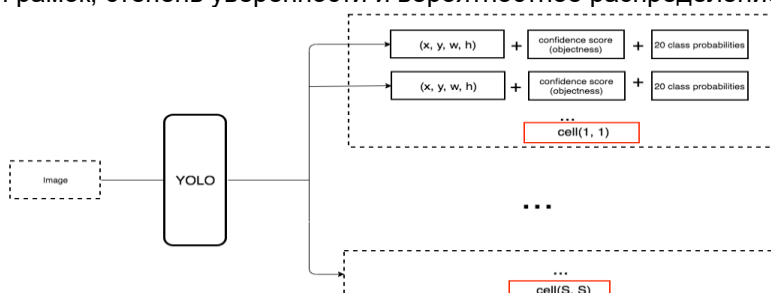 рамок, степень уверенности и вероятностное распределение
(x, y, w, h) + confidence score (objectness) + 20 class probabilities
(x, y, w, h) + confidence score (objectness) + 20 class probabilities
...
cell(1, 1)
Image
YOLO
...
...
cell(S, S)